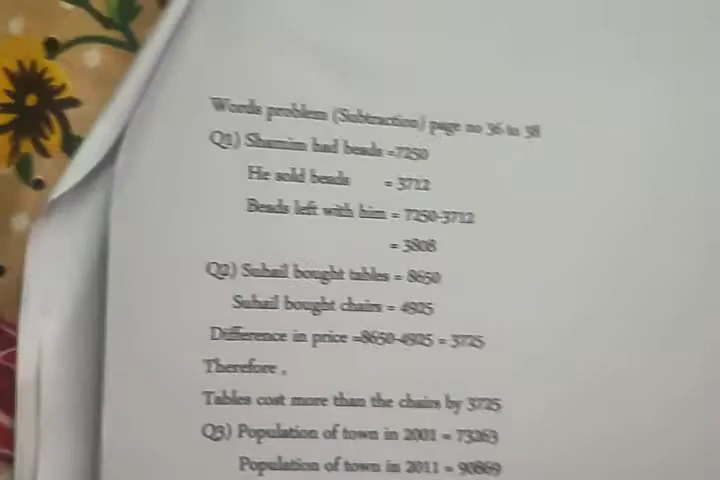 Words problem (Subtraction) page no 36 to 38
Q1) Shamim had beads =7250
He sold beads = 3712
Beads left with him = 7250-3712
= 3808
Q2) Suhail bought tables = 8650
Suhail bought chairs = 4925
Difference in price =8650-4925 = 3725
Therefore ,
Tables cost more than the chairs by 3725
Q3) Population of town in 2001 = 73263
Population of town in 2011 = 90869